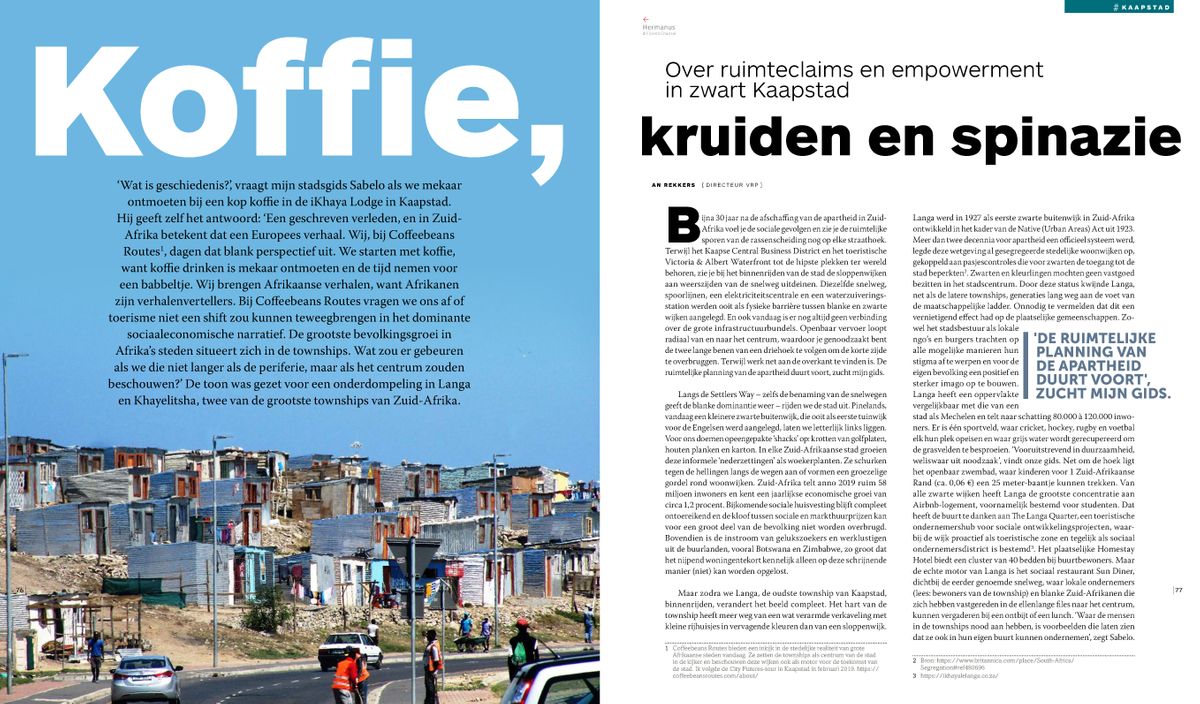 Koffie,
'Wat is geschiedenis?', vraagt mijn stadsgids Sabelo als we mekaar
ontmoeten bij een kop koffie in de iKhaya Lodge in Kaapstad.
Hij geeft zelf het antwoord: 'Een geschreven verleden, en in Zuid-
Afrika betekent dat een Europees verhaal. Wij, bij Coffeebeans
Routes¹, dagen dat blank perspectief uit. We starten met koffie,
want koffie drinken is mekaar ontmoeten en de tijd nemen voor
een babbeltje. Wij brengen Afrikaanse verhalen, want Afrikanen
zijn verhalenvertellers. Bij Coffeebeans Routes vragen we ons af of
toerisme niet een shift zou kunnen teweegbrengen in het dominante
sociaaleconomische narratief. De grootste bevolkingsgroei in
Afrika's steden situeert zich in de townships. Wat zou er gebeuren
als we die niet langer als de periferie, maar als het centrum zouden
beschouwen?' De toon was gezet voor een onderdompeling in Langa
en Khayelitsha, twee van de grootste townships van Zuid-Afrika.
76
# KAAPSTAD
Hermanus
Over ruimteclaims en empowerment
in zwart Kaapstad
kruiden en spinazie
AN REKKERS [ DIRECTEUR VRP ]
Bijna 30 jaar na de afschaffing van de apartheid in Zuid-
Afrika voel je de sociale gevolgen en zie je de ruimtelijke
sporen van de rassenscheiding nog op elke straathoek.
Terwijl het Kaapse Central Business District en het toeristische
Victoria & Albert Waterfront tot de hipste plekken ter wereld
behoren, zie je bij het binnenrijden van de stad de sloppenwijken
aan weerszijden van de snelweg uitdeinen. Diezelfde snelweg,
spoorlijnen, een elektriciteitscentrale en een waterzuiverings-
station werden ooit als fysieke barrière tussen blanke en zwarte
wijken aangelegd. En ook vandaag is er nog altijd geen verbinding
over de grote infrastructuurbundels. Openbaar vervoer loopt
radiaal van en naar het centrum, waardoor je genoodzaakt bent
de twee lange benen van een driehoek te volgen om de korte zijde
te overbruggen. Terwijl net aan de overkant te vinden is. De
ruimtelijke planning van de apartheid duurt voort, zucht mijn gids.
Langs de Settlers Way – zelfs de benaming van de snelwegen
geeft de blanke dominantie weer – rijden we de stad uit. Pinelands,
vandaag een kleinere zwarte buitenwijk, die ooit als eerste tuinwijk
voor de Engelsen werd aangelegd, laten we letterlijk links liggen.
Voor ons doemen opeengepakte 'shacks' op: krotten van golfplaten,
houten planken en karton. In elke Zuid-Afrikaanse stad groeien
deze informele 'nederzettingen' als woekerplanten. Ze schurken
tegen de hellingen langs de wegen aan of vormen een groezelige
gordel rond woonwijken. Zuid-Afrika telt anno 2019 ruim 58
miljoen inwoners en kent een jaarlijkse economische groei van
circa 1,2 procent. Bijkomende sociale huisvesting blijft compleet
ontoereikend en de kloof tussen sociale en markthuurprijzen kan
voor een groot deel van de bevolking niet worden overbrugd.
Bovendien is de instroom van gelukszoekers en werklustigen
uit de buurlanden, vooral Botswana en Zimbabwe, zo groot dat
het nijpend woningentekort kennelijk alleen op deze schrijnende
manier (niet) kan worden opgelost.
Maar zodra we Langa, de oudste township van Kaapstad,
binnenrijden, verandert het beeld compleet. Het hart van de
township heeft meer weg van een wat verarmde verkaveling met
kleine rijhuisjes in vervagende kleuren dan van een sloppenwijk.
1 Coffeebeans Routes bieden een inkijk in de stedelijke realiteit van grote
Afrikaanse steden vandaag. Ze zetten de townships als centrum van de stad
in de kijker en beschouwen deze wijken ook als motor voor de toekomst van
de stad. Ik volgde de City Futures-tour in Kaapstad in februari 2019. https://
coffeebeansroutes.com/about/
Langa werd in 1927 als eerste zwarte buitenwijk in Zuid-Afrika
ontwikkeld in het kader van de Native (Urban Areas) Act uit 1923.
Meer dan twee decennia voor apartheid een officieel systeem werd,
legde deze wetgeving al gesegregeerde stedelijke woonwijken op,
gekoppeld aan pasjescontroles die voor zwarten de toegang tot de
stad beperkten². Zwarten en kleurlingen mochten geen vastgoed
bezitten in het stadscentrum. Door deze status kwijnde Langa,
net als de latere townships, generaties lang weg aan de voet van
de maatschappelijke ladder. Onnodig te vermelden dat dit een
vernietigend effect had op de plaatselijke gemeenschappen. Zo-
wel het stadsbestuur als lokale
ngo's en burgers trachten op
alle mogelijke manieren hun
stigma af te werpen en voor de
eigen bevolking een positief en
sterker imago op te bouwen.
Langa heeft een oppervlakte
vergelijkbaar met die van een
stad als Mechelen en telt naar schatting 80.000 à 120.000 inwo-
ners. Er is één sportveld, waar cricket, hockey, rugby en voetbal
elk hun plek opeisen en waar grijs water wordt gerecupereerd om
de grasvelden te besproeien. 'Vooruitstrevend in duurzaamheid,
weliswaar uit noodzaak', vindt onze gids. Net om de hoek ligt
het openbaar zwembad, waar kinderen voor 1 Zuid-Afrikaanse
Rand (ca. 0,06 €) een 25 meter-baantje kunnen trekken. Van
alle zwarte wijken heeft Langa de grootste concentratie aan
Airbnb-logement, voornamelijk bestemd voor studenten. Dat
heeft de buurt te danken aan The Langa Quarter, een toeristische
ondernemershub voor sociale ontwikkelingsprojecten, waar-
bij de wijk proactief als toeristische zone en tegelijk als sociaal
ondernemersdistrict is bestemd³. Het plaatselijke Homestay
Hotel biedt een cluster van 40 bedden bij buurtbewoners. Maar
de echte motor van Langa is het sociaal restaurant Sun Diner,
dichtbij de eerder genoemde snelweg, waar lokale ondernemers
(lees: bewoners van de township) en blanke Zuid-Afrikanen die
zich hebben vastgereden in de ellenlange files naar het centrum,
kunnen vergaderen bij een ontbijt of een lunch. 'Waar de mensen
in de townships nood aan hebben, is voorbeelden die laten zien
dat ze ook in hun eigen buurt kunnen ondernemen', zegt Sabelo.
'DE RUIMTELIJKE
PLANNING VAN
DE APARTHEID
DUURT VOORT',
ZUCHT MIJN GIDS.
2 Bron: https://www.britannica.com/place/South-Africa/
Segregation#ref480696
3 https://ikhayalelanga.co.za/
77